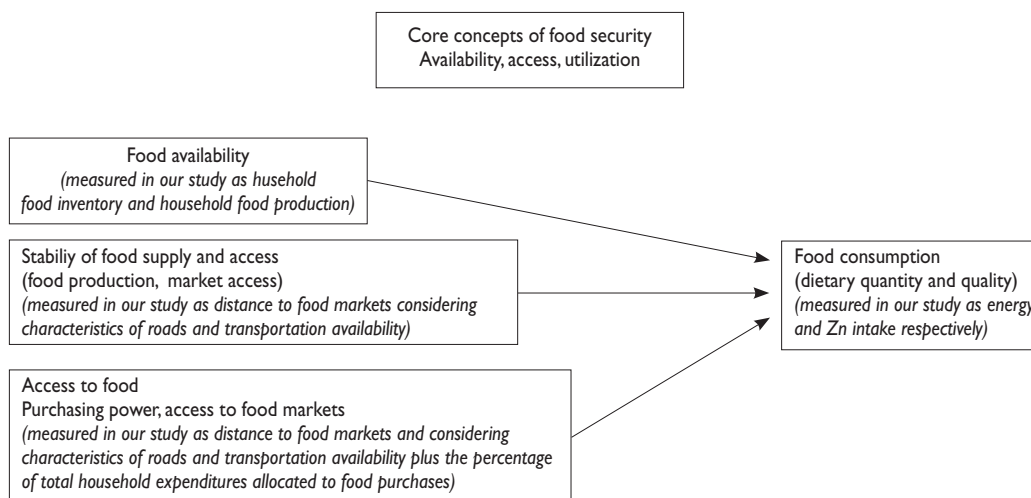 Core concepts of food security
Availability, access, utilization
Food availability
(measured in our study as husehold
food inventory and household food production)
Stabiliy of food supply and access
(food production, market access)
(measured in our study as distance to food markets considering
characteristics of roads and transportation availability)
Access to food
Purchasing power, access to food markets
(measured in our study as distance to food markets and considering
characteristics of roads and transportation availability plus the percentage
of total household expenditures allocated to food purchases)
Food consumption
(dietary quantity and quality)
(measured in our study as energy
and Zn intake respectively)